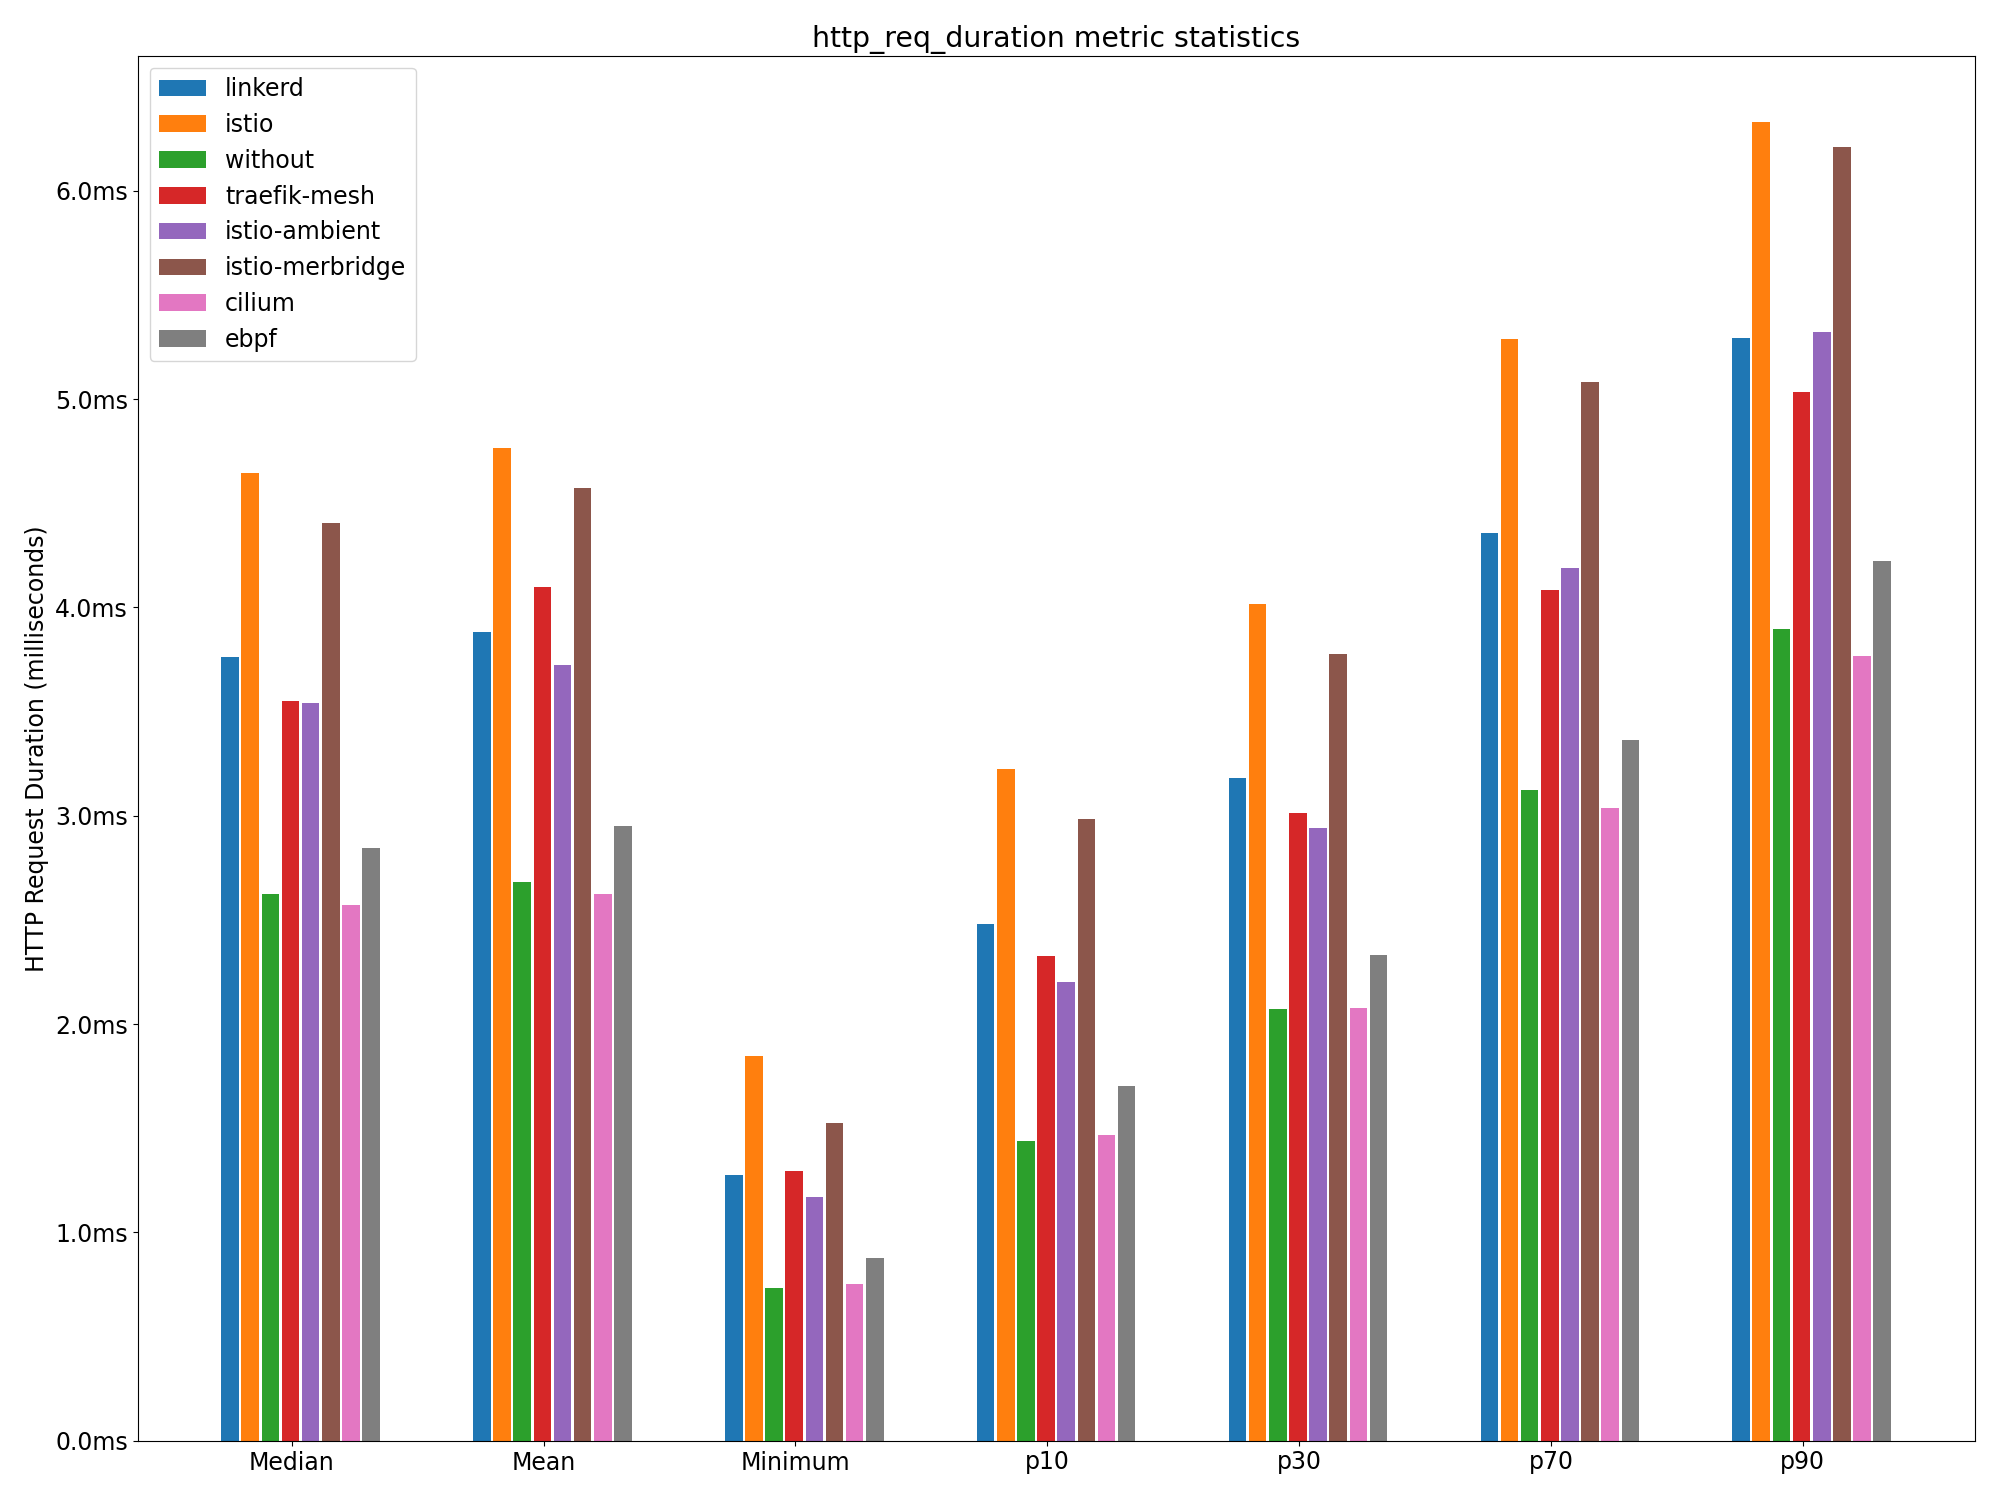 http_req_duration metric statistics
linkerd
istio
without
traefik-mesh
istio-ambient
istio-merbridge
cilium
ebpf
HTTP Request Duration (milliseconds)
6.0ms
5.0ms
4.0ms
3.0ms
2.0ms
1.0ms
0.0ms
Median Mean Minimum p10 p30 p70 p90